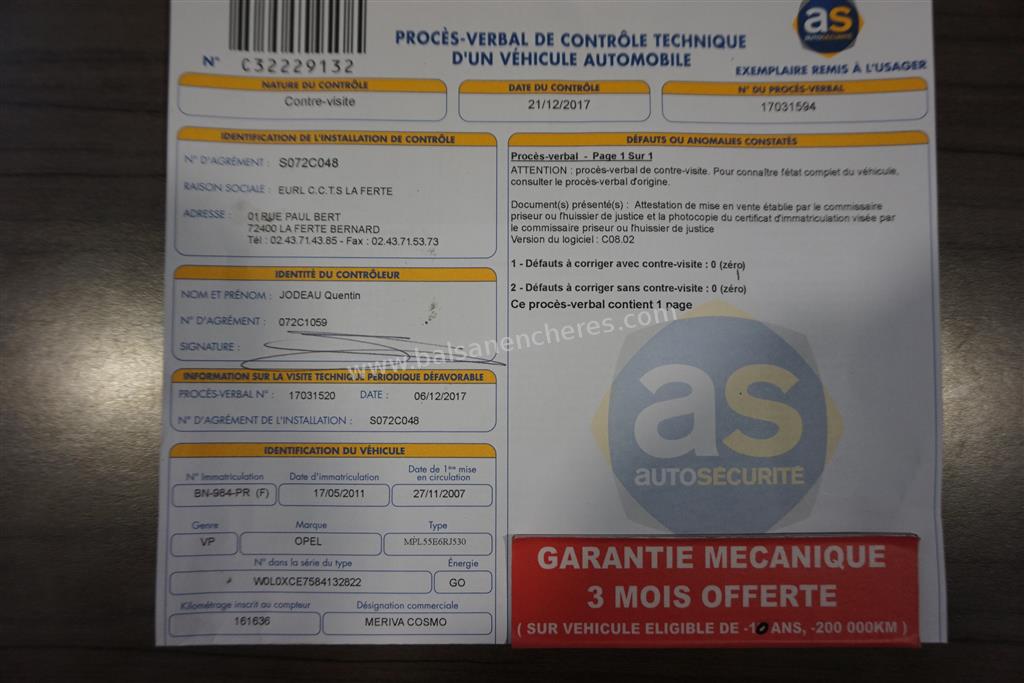 N° C32229132
PROCÈS-VERBAL DE CONTRÔLE TECHNIQUE
D'UN VÉHICULE AUTOMOBILE
as
AUTOSÉCURITÉ
EXEMPLAIRE REMIS À L'USAGER
NATURE DU CONTRÔLE
Contre-visite
DATE DU CONTRÔLE
21/12/2017
N° DU PROCÈS-VERBAL
17031594
IDENTIFICATION DE L'INSTALLATION DE CONTRÔLE
N° D'AGRÉMENT : S072C048
RAISON SOCIALE : EURL C.C.T.S LA FERTE
ADRESSE : 01 RUE PAUL BERT
72400 LA FERTE BERNARD
Tél : 02.43.71.43.85 - Fax : 02.43.71.53.73
IDENTITÉ DU CONTRÔLEUR
NOM ET PRÉNOM : JODEAU Quentin
N° D'AGRÉMENT : 072C1059
SIGNATURE :
INFORMATION SUR LA VISITE TECHNIQUE PÉRIODIQUE DÉFAVORABLE
PROCÈS-VERBAL N° : 17031520 DATE : 06/12/2017
N° D'AGRÉMENT DE L'INSTALLATION : S072C048
IDENTIFICATION DU VÉHICULE
N° Immatriculation Date d'immatriculation Date de 1ère mise
en circulation
BN-984-PR (F) 17/05/2011 27/11/2007
Genre Marque Type
VP OPEL MPL55E6RJ530
N° dans la série du type Énergie
W0L0XCE7584132822 GO
Kilométrage inscrit au compteur Désignation commerciale
161636 MERIVA COSMO
DÉFAUTS OU ANOMALIES CONSTATÉS
Procès-verbal - Page 1 Sur 1
ATTENTION : procès-verbal de contre-visite. Pour connaître l'état complet du véhicule,
consulter le procès-verbal d'origine.
Document(s) présenté(s) : Attestation de mise en vente établie par le commissaire
priseur ou l'huissier de justice et la photocopie du certificat d'immatriculation visée par
le commissaire priseur ou l'huissier de justice
Version du logiciel : C08.02
1 - Défauts à corriger avec contre-visite : 0 (zéro)
2 - Défauts à corriger sans contre-visite : 0 (zéro)
Ce procès-verbal contient 1 page
www.balsanencheres.com
as
AUTOSÉCURITÉ
GARANTIE MECANIQUE
3 MOIS OFFERTE
( SUR VEHICULE ELIGIBLE DE -10 ANS, -200 000KM )